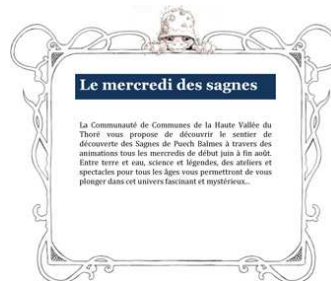 Le mercredi des sagnes
La Communauté de Communes de la Haute Vallée du
Thoré vous propose de découvrir le sentier de
découverte des Sagnes de Puech Balmes à travers des
animations tous les mercredis de début juin à fin août.
Entre terre et eau, science et légendes, des ateliers et
spectacles pour tous les âges vous permettront de vous
plonger dans cet univers fascinant et mystérieux...